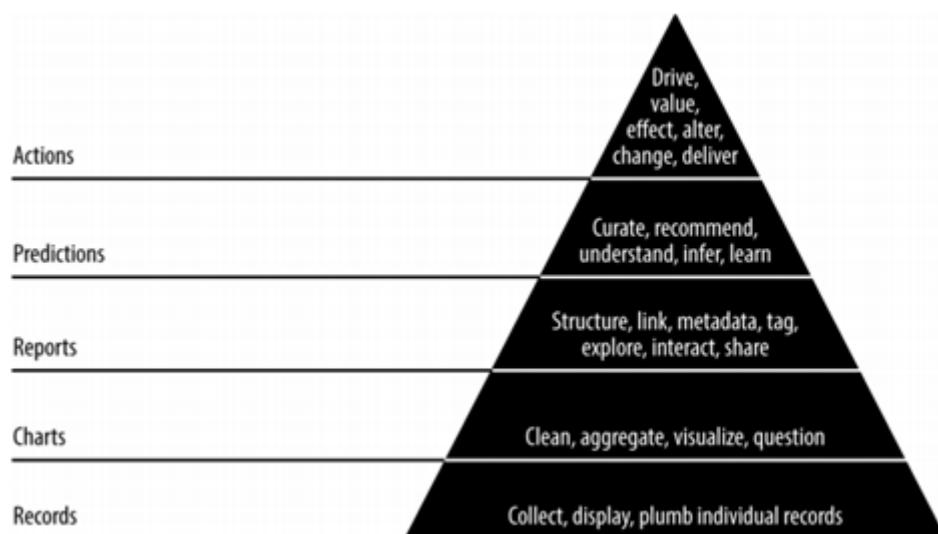 Drive,
value,
effect, alter,
change, deliver
Actions
Curate, recommend,
understand, infer, learn
Predictions
Structure, link, metadata, tag,
explore, interact, share
Reports
Clean, aggregate, visualize, question
Charts
Collect, display, plumb individual records
Records